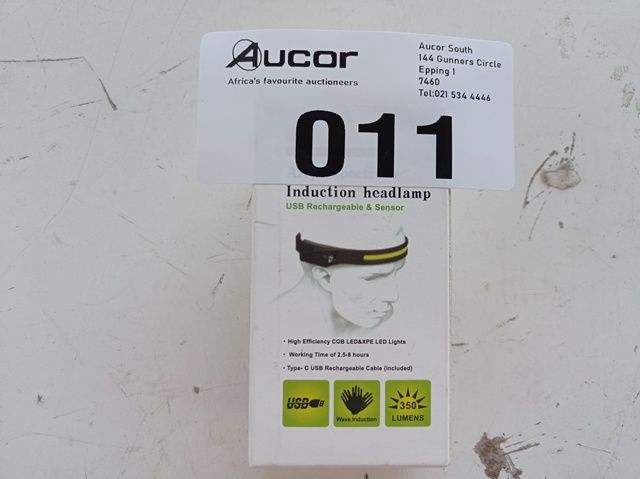 Aucor
Africa's favourite auctioneers
Aucor South
144 Gunners Circle
Epping 1
7460
Tel:021 534 4446
011
Induction headlamp
USB Rechargeable & Sensor
· High Efficiency COB LED&XPE LED Lights
· Working Time of 2.5-8 hours
· Type- C USB Rechargeable Cable (included)
USB
Wave Induction
350
LUMENS